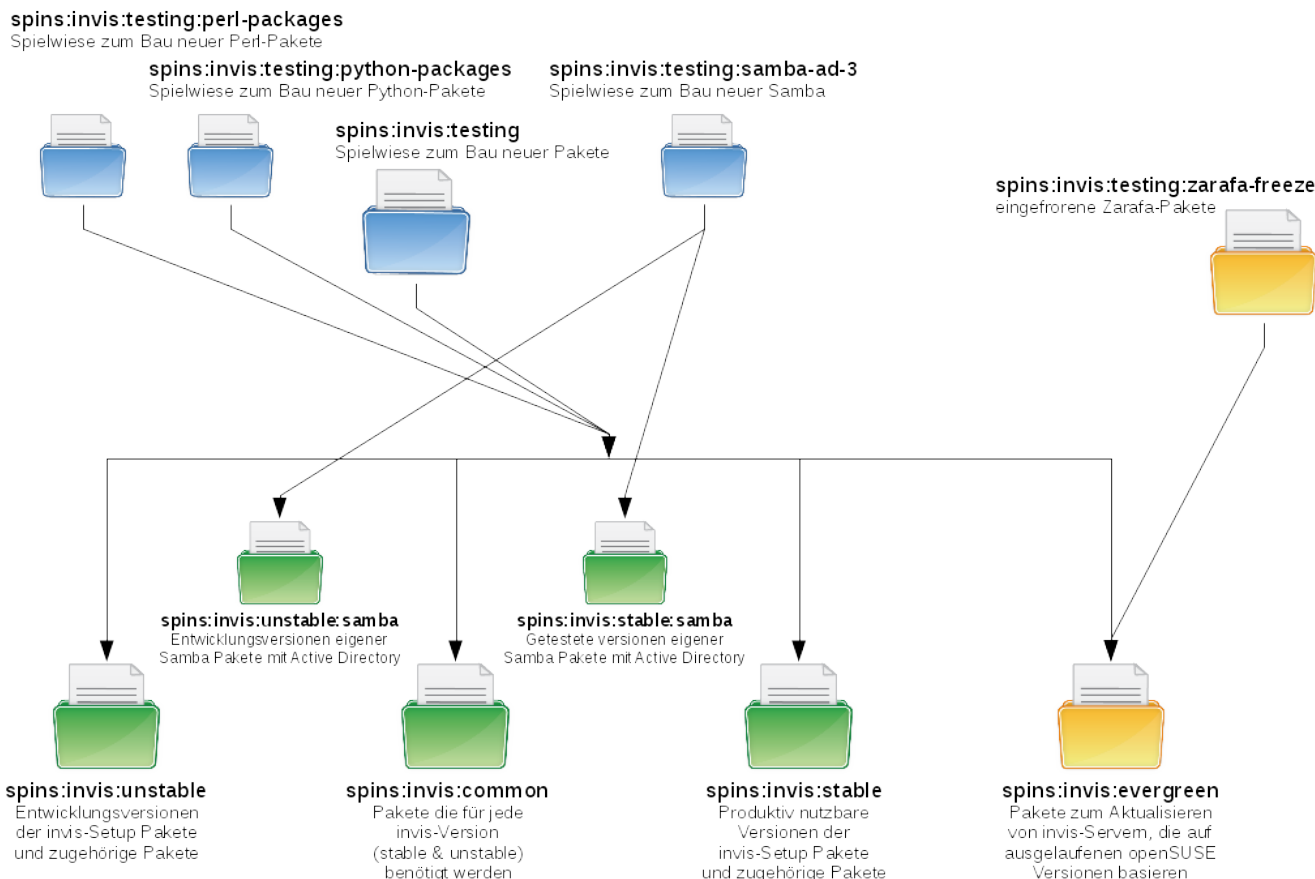 spins:invis:testing:perl-packages
Spielwiese zum Bau neuer Perl-Pakete
spins:invis:testing:python-packages
Spielwiese zum Bau neuer Python-Pakete
spins:invis:testing:samba-ad-3
Spielwiese zum Bau neuer Samba
spins:invis:testing
Spielwiese zum Bau neuer Pakete
spins:invis:testing:zarafa-freeze
eingefrorene Zarafa-Pakete
spins:invis:unstable:samba
Entwicklungsversionen eigener
Samba Pakete mit Active Directory
spins:invis:stable:samba
Getestete versionen eigener
Samba Pakete mit Active Directory
spins:invis:unstable
Entwicklungsversionen
der invis-Setup Pakete
und zugehörige Pakete
spins:invis:common
Pakete die für jede
invis-Version
(stable & unstable)
benötigt werden
spins:invis:stable
Produktiv nutzbare
Versionen der
invis-Setup Pakete
und zugehörige Pakete
spins:invis:evergreen
Pakete zum Aktualisieren
von invis-Servern, die auf
ausgelaufenen openSUSE
Versionen basieren